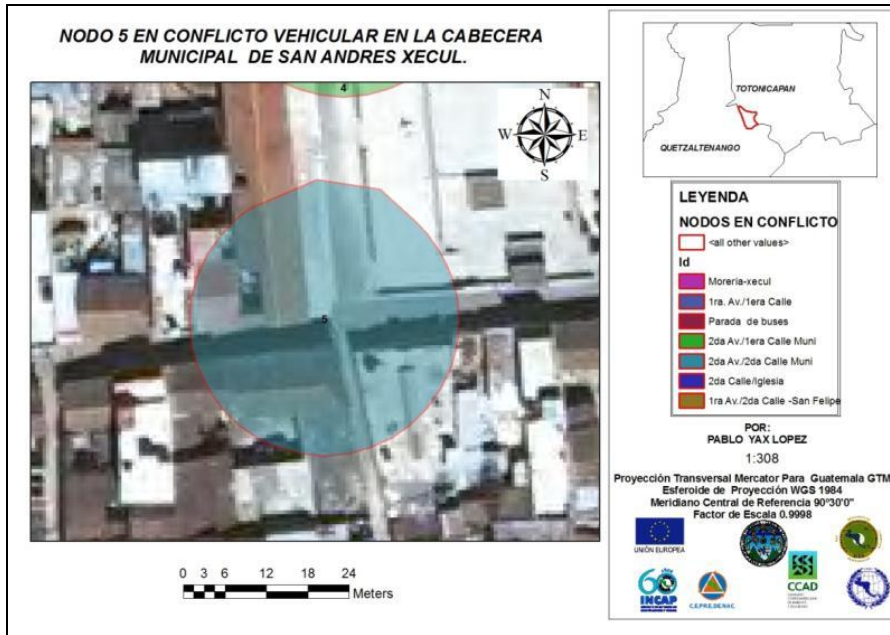 NODO 5 EN CONFLICTO VEHICULAR EN LA CABECERA
MUNICIPAL DE SAN ANDRES XECUL.
4
N
W
E
S
5
0 3 6 12 18 24
Meters
TOTONICAPAN
QUETZALTENANGO
LEYENDA
NODOS EN CONFLICTO
<all other values>
Id
Moreria-xecul
1ra. Av./1era Calle
Parada de buses
2da Av./1era Calle Muni
2da Av./2da Calle Muni
2da Calle/Iglesia
1ra Av./2da Calle -San Felipe
POR:
PABLO YAX LOPEZ
1:308
Proyección Transversal Mercator Para Guatemala GTM
Esferoide de Proyección WGS 1984
Meridiano Central de Referencia 90°30'0"
Factor de Escala 0.9998
UNIÓN EUROPEA
60
INCAP
C.E.P.R.E.D.E.N.A.C.
CCAD